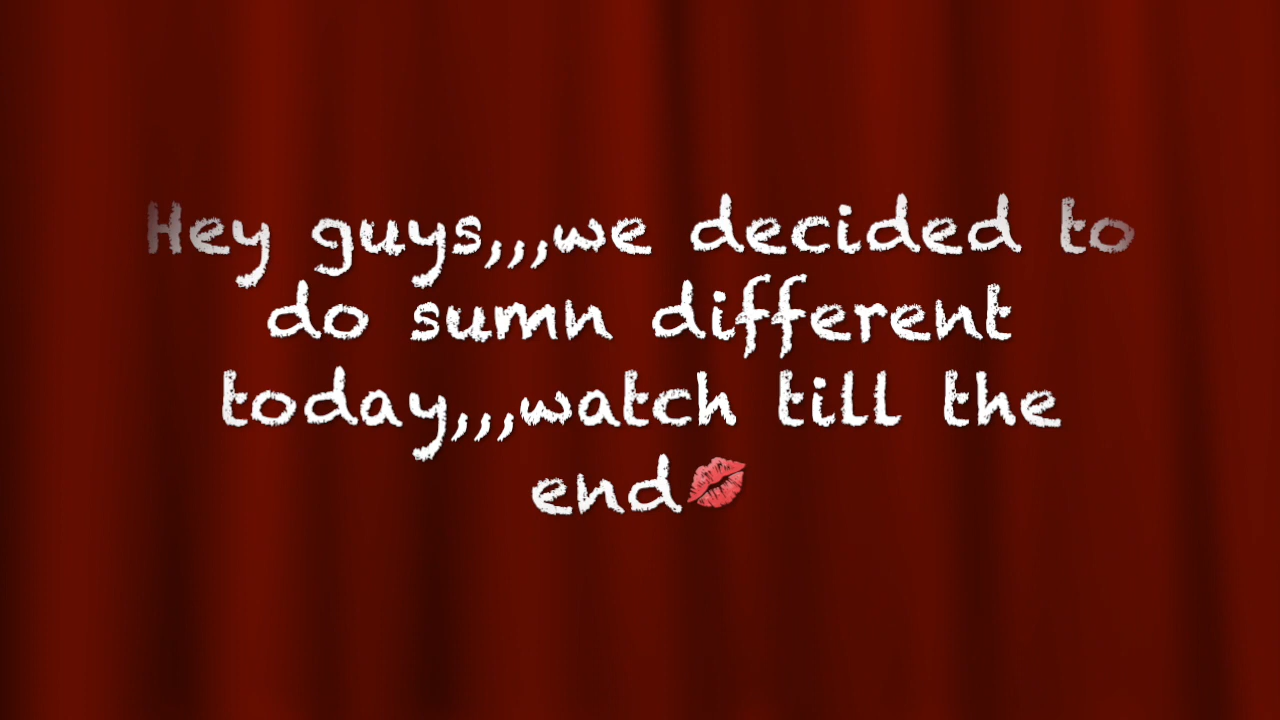 Hey guys,,,we decided to
do sumn different
today,,,watch till the
end💋